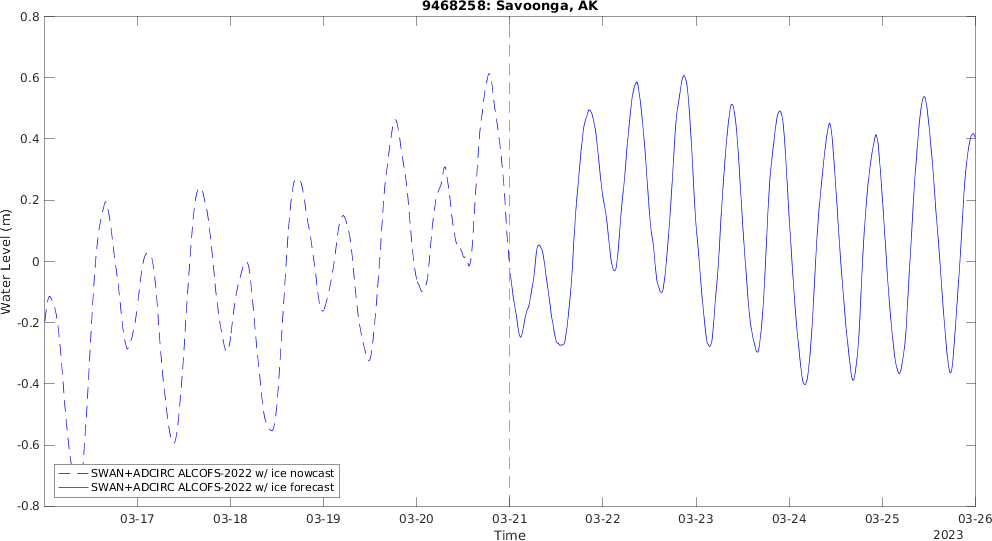 9468258: Savoonga, AK
0.8
0.6
0.4
0.2
0
-0.2
-0.4
-0.6
-0.8
Water Level (m)
SWAN+ADCIRC ALCOFS-2022 w/ ice nowcast
SWAN+ADCIRC ALCOFS-2022 w/ ice forecast
03-17 03-18 03-19 03-20 03-21 03-22 03-23 03-24 03-25 03-26
Time
2023